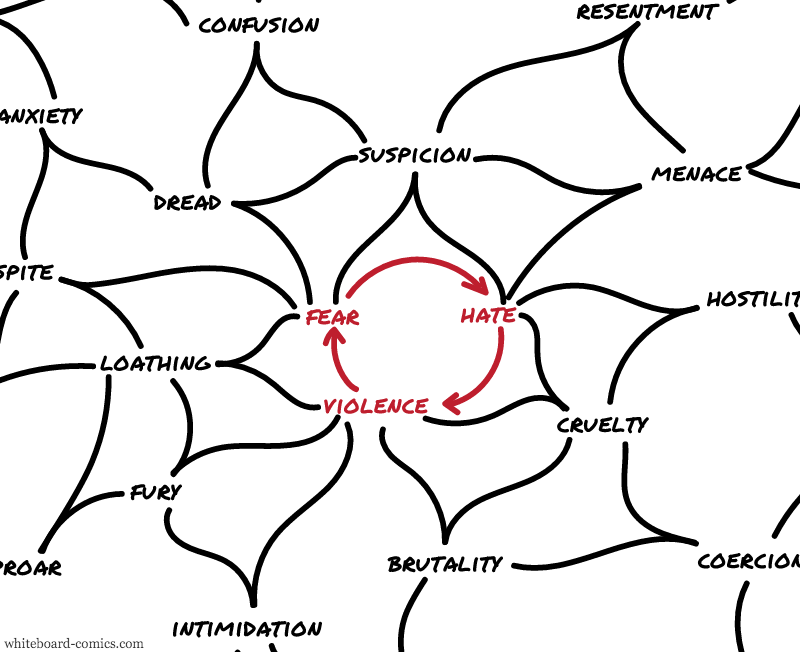 RESENTMENT
CONFUSION
ANXIETY
SUSPICION
MENACE
DREAD
SPITE
HOSTILIT
FEAR
HATE
LOATHING
VIOLENCE
CRUELTY
FURY
PROAR
BRUTALITY
COERCION
INTIMIDATION
whiteboard-comics.com